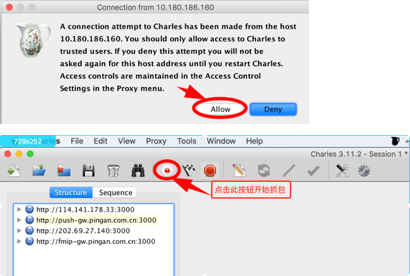 Connection from 10.180.186.160
A connection attempt to Charles has been made from the host
10.180.186.160. You should only allow access to Charles to
trusted users. If you deny this attempt you will not be
asked again for this host address until you restart Charles.
Access controls are maintained in the Access Control
Settings in the Proxy menu.
Allow Deny
File Edit View Proxy Tools Window Help
Charles 3.11.2 - Session 1 *
点击此按钮开始抓包
Structure Sequence
http://114.141.178.33:3000
http://push-gw.pingan.com.cn:3000
http://202.69.27.140:3000
http://fmip-gw.pingan.com.cn:3000